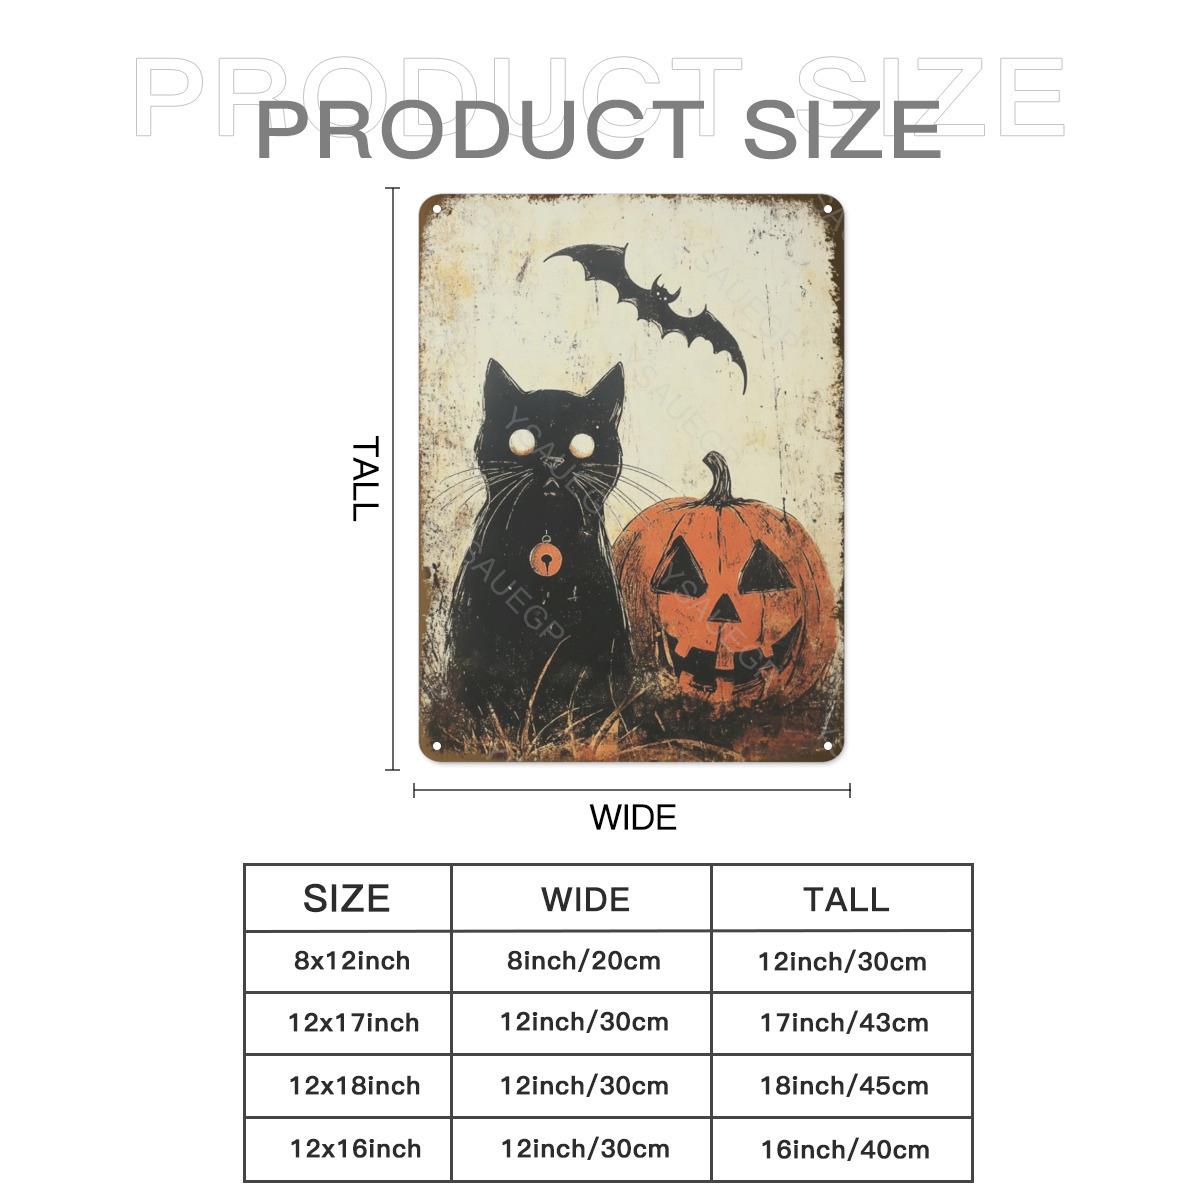 PRODUCT SIZE
PRODUCT SIZE
TALL
YSAUEGP
YSAUEGP
YSAUEGP
YSAUEGP
YSAUEGP
WIDE
SIZE WIDE TALL
8x12inch 8inch/20cm 12inch/30cm
12x17inch 12inch/30cm 17inch/43cm
12x18inch 12inch/30cm 18inch/45cm
12x16inch 12inch/30cm 16inch/40cm